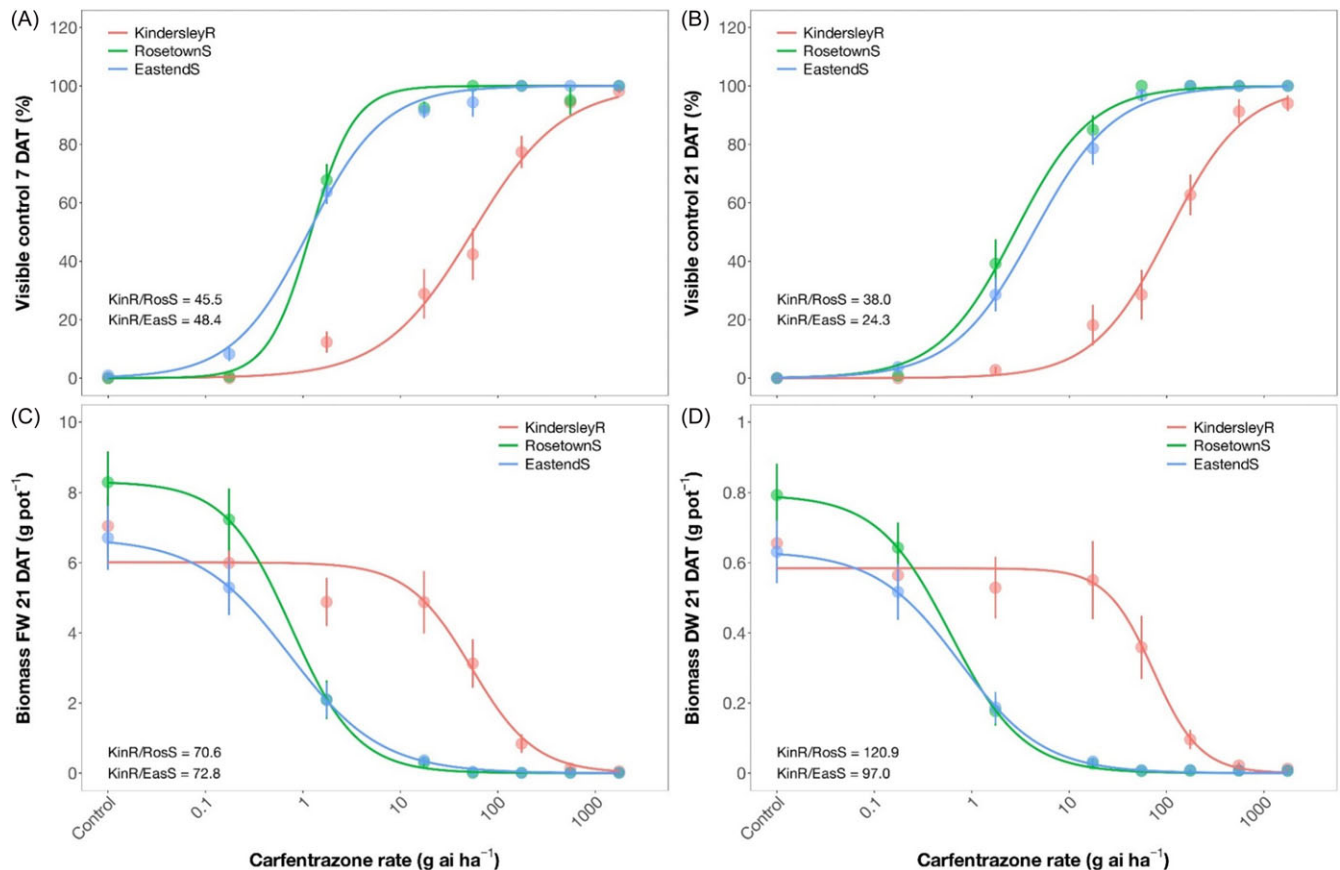 (A)
120
100
80
60
40
20
0
Visible control 7 DAT (%)
KindersleyR
RosetownS
EastendS
KinR/RosS = 45.5
KinR/EasS = 48.4
(B)
120
100
80
60
40
20
0
Visible control 21 DAT (%)
KindersleyR
RosetownS
EastendS
KinR/RosS = 38.0
KinR/EasS = 24.3
(C)
10
8
6
4
2
0
Biomass FW 21 DAT (g pot⁻¹)
KindersleyR
RosetownS
EastendS
KinR/RosS = 70.6
KinR/EasS = 72.8
Control
0.1
1
10
100
1000
Carfentrazone rate (g ai ha⁻¹)
(D)
1
0.8
0.6
0.4
0.2
0
Biomass DW 21 DAT (g pot⁻¹)
KindersleyR
RosetownS
EastendS
KinR/RosS = 120.9
KinR/EasS = 97.0
Control
0.1
1
10
100
1000
Carfentrazone rate (g ai ha⁻¹)